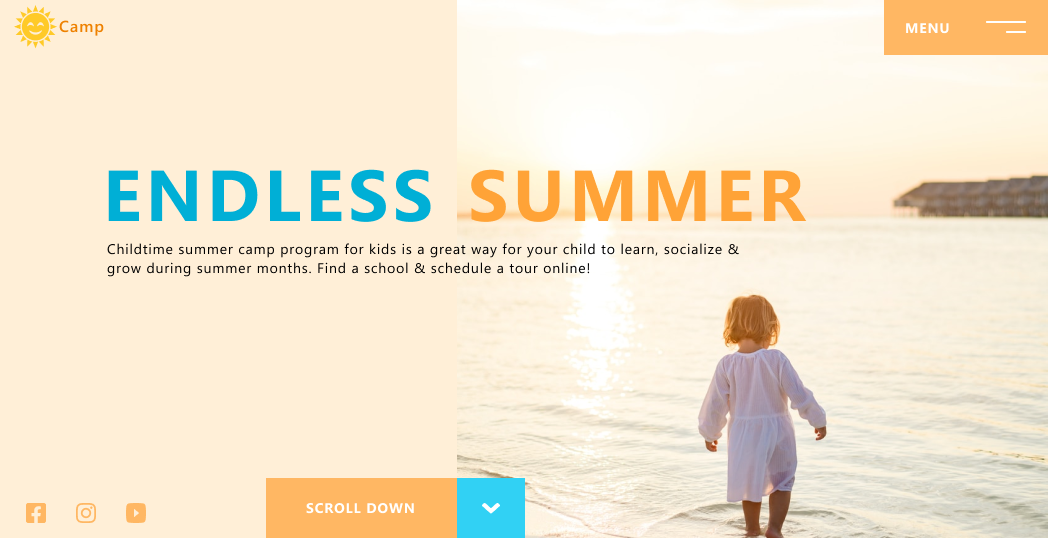 Camp
MENU
ENDLESS SUMMER
Childtime summer camp program for kids is a great way for your child to learn, socialize &
grow during summer months. Find a school & schedule a tour online!
SCROLL DOWN